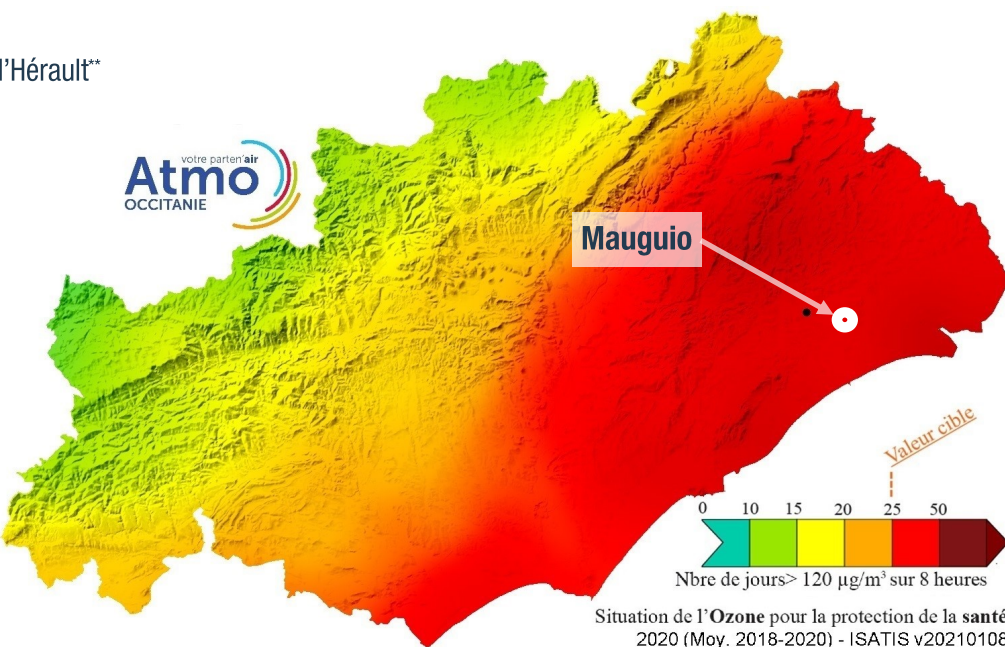 l'Hérault**
votre parten'air
Atmo
OCCITANIE
Mauguio
Valeur cible
0 10 15 20 25 50
Nbre de jours> 120 µg/m³ sur 8 heures
Situation de l'Ozone pour la protection de la santé
2020 (Moy. 2018-2020) - ISATIS v20210108